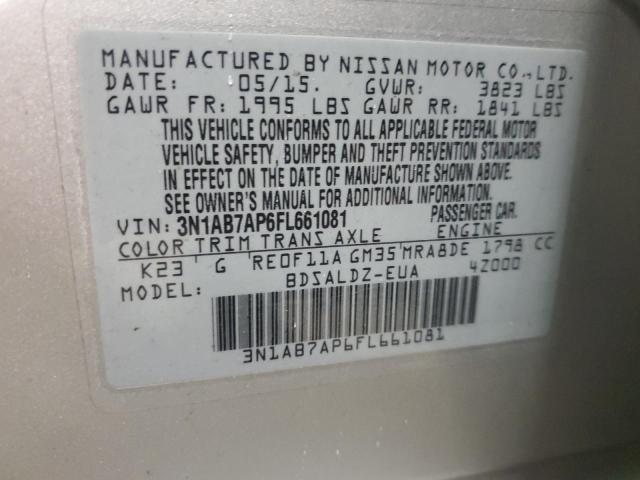 MANUFACTURED BY NISSAN MOTOR CO., LTD.
DATE: 05/15. GVWR: 3823 LBS
GAWR FR: 1995 LBS GAWR RR: 1841 LBS
THIS VEHICLE CONFORMS TO ALL APPLICABLE FEDERAL MOTOR
VEHICLE SAFETY, BUMPER AND THEFT PREVENTION STANDARDS
IN EFFECT ON THE DATE OF MANUFACTURE SHOWN ABOVE.
SEE OWNER'S MANUAL FOR ADDITIONAL INFORMATION.
VIN: 3N1AB7AP6FL661081 PASSENGER CAR.
COLOR TRIM TRANS AXLE ENGINE
K23 G RE0F11A GM35 MRA8DE 1798 CC
MODEL: BDSALDZ-EUA 4Z000
3N1AB7AP6FL661081